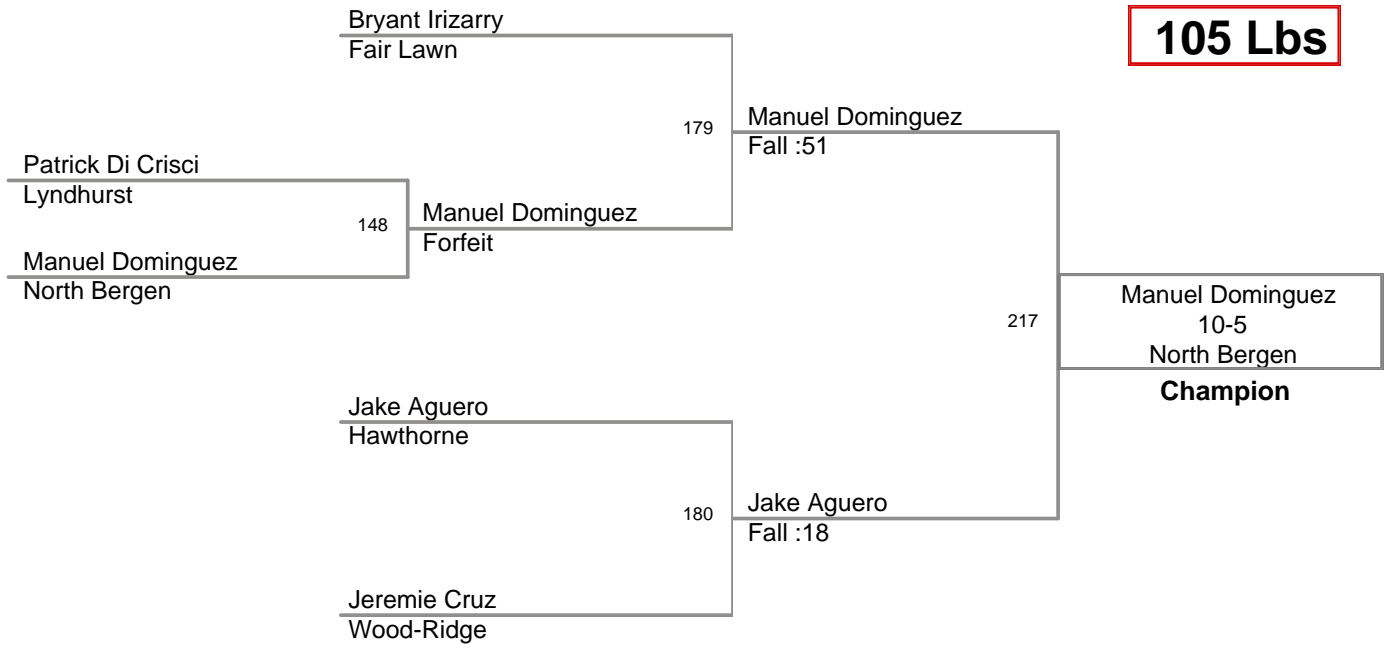 Bryant Irizarry
Fair Lawn
105 Lbs
179
Manuel Dominguez
Fall :51
Patrick Di Crisci
Lyndhurst
148
Manuel Dominguez
Forfeit
Manuel Dominguez
North Bergen
217
Manuel Dominguez
10-5
North Bergen
Champion
Jake Aguero
Hawthorne
180
Jake Aguero
Fall :18
Jeremie Cruz
Wood-Ridge